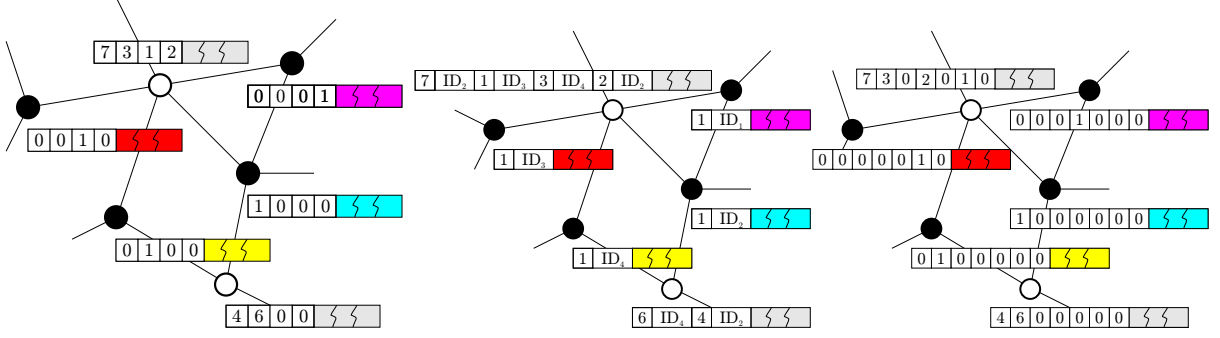 7 3 1 2
0 0 0 1
0 0 1 0
1 0 0 0
0 1 0 0
4 6 0 0
7 ID₂ 1 ID₃ 3 ID₄ 2 ID₂
1 ID₁
1 ID₃
1 ID₂
1 ID₄
6 ID₄ 4 ID₂
7 3 0 2 0 1 0
0 0 0 1 0 0 0
0 0 0 0 0 1 0
1 0 0 0 0 0 0
0 1 0 0 0 0 0
4 6 0 0 0 0 0